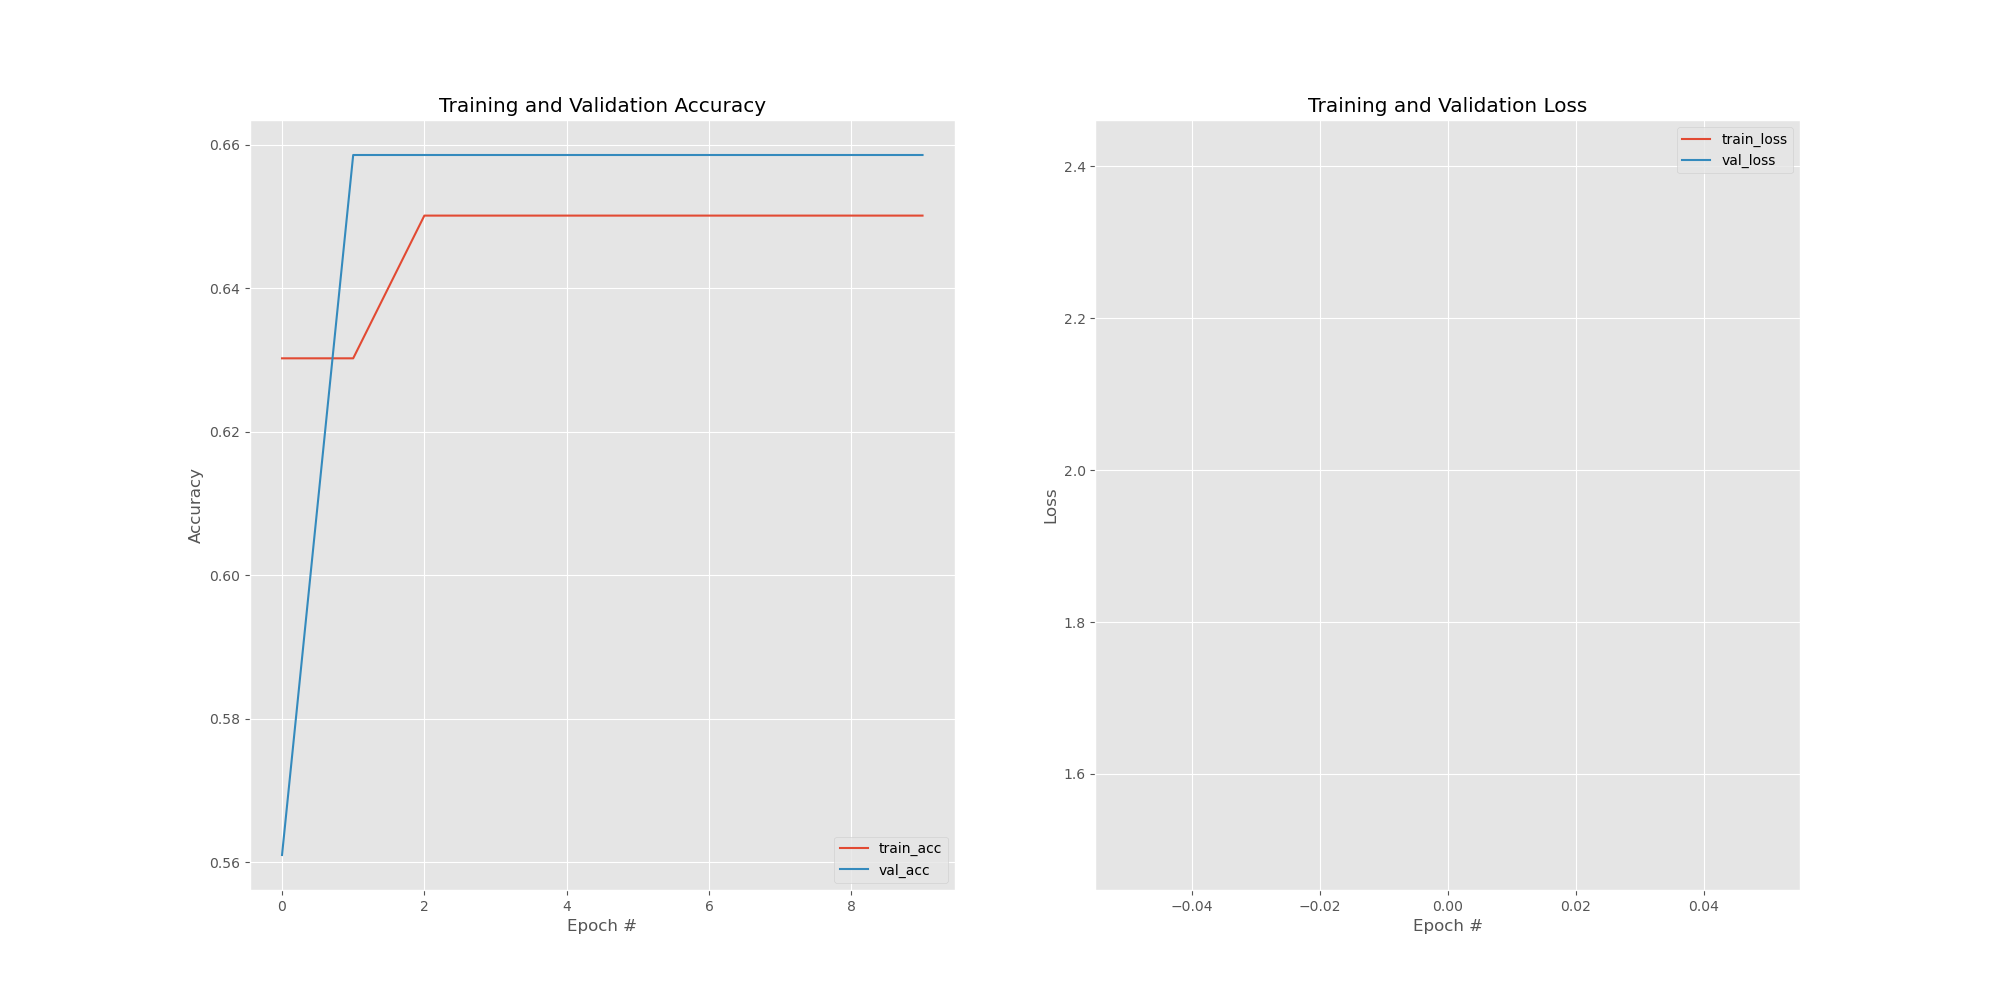 Training and Validation Accuracy
0.66
0.64
0.62
0.60
0.58
0.56
Accuracy
0
2
4
6
8
Epoch #
train_acc
val_acc
Training and Validation Loss
2.4
2.2
2.0
1.8
1.6
Loss
−0.04
−0.02
0.00
0.02
0.04
Epoch #
train_loss
val_loss